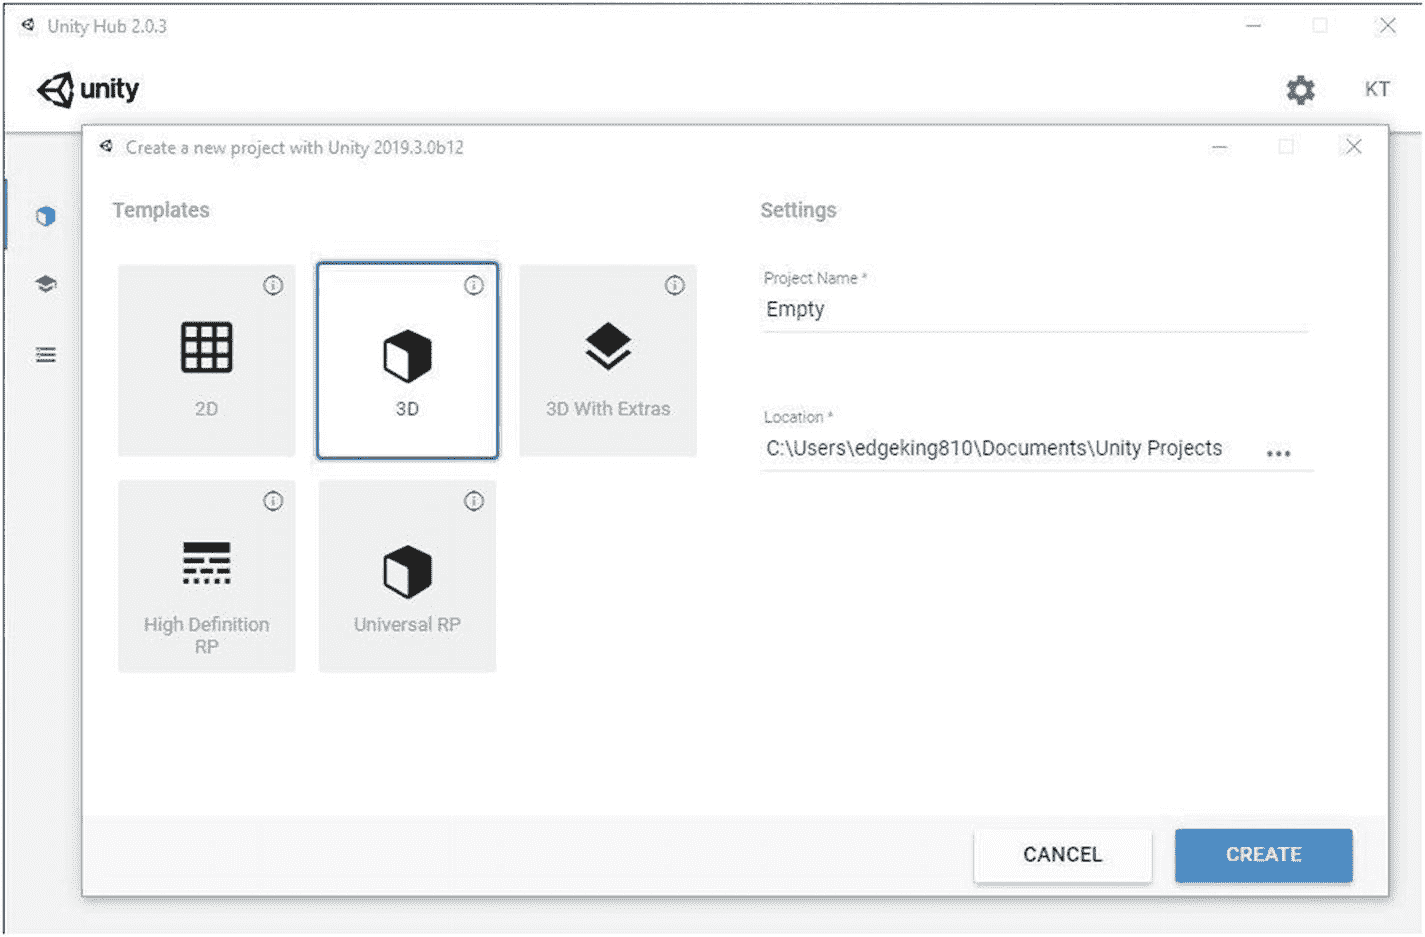 Unity Hub 2.0.3
unity
KT
Create a new project with Unity 2019.3.0b12
Templates
Settings
2D
3D
3D With Extras
High Definition
RP
Universal RP
Project Name *
Empty
Location *
C:\Users\edgeking810\Documents\Unity Projects
CANCEL
CREATE